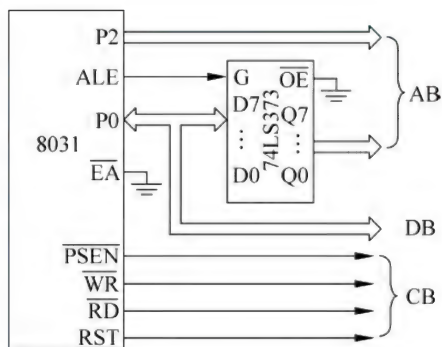 P2
ALE
P0
8031
EA
PSEN
WR
RD
RST
G
OE
D7
Q7
74LS373
...
...
D0
Q0
AB
DB
CB